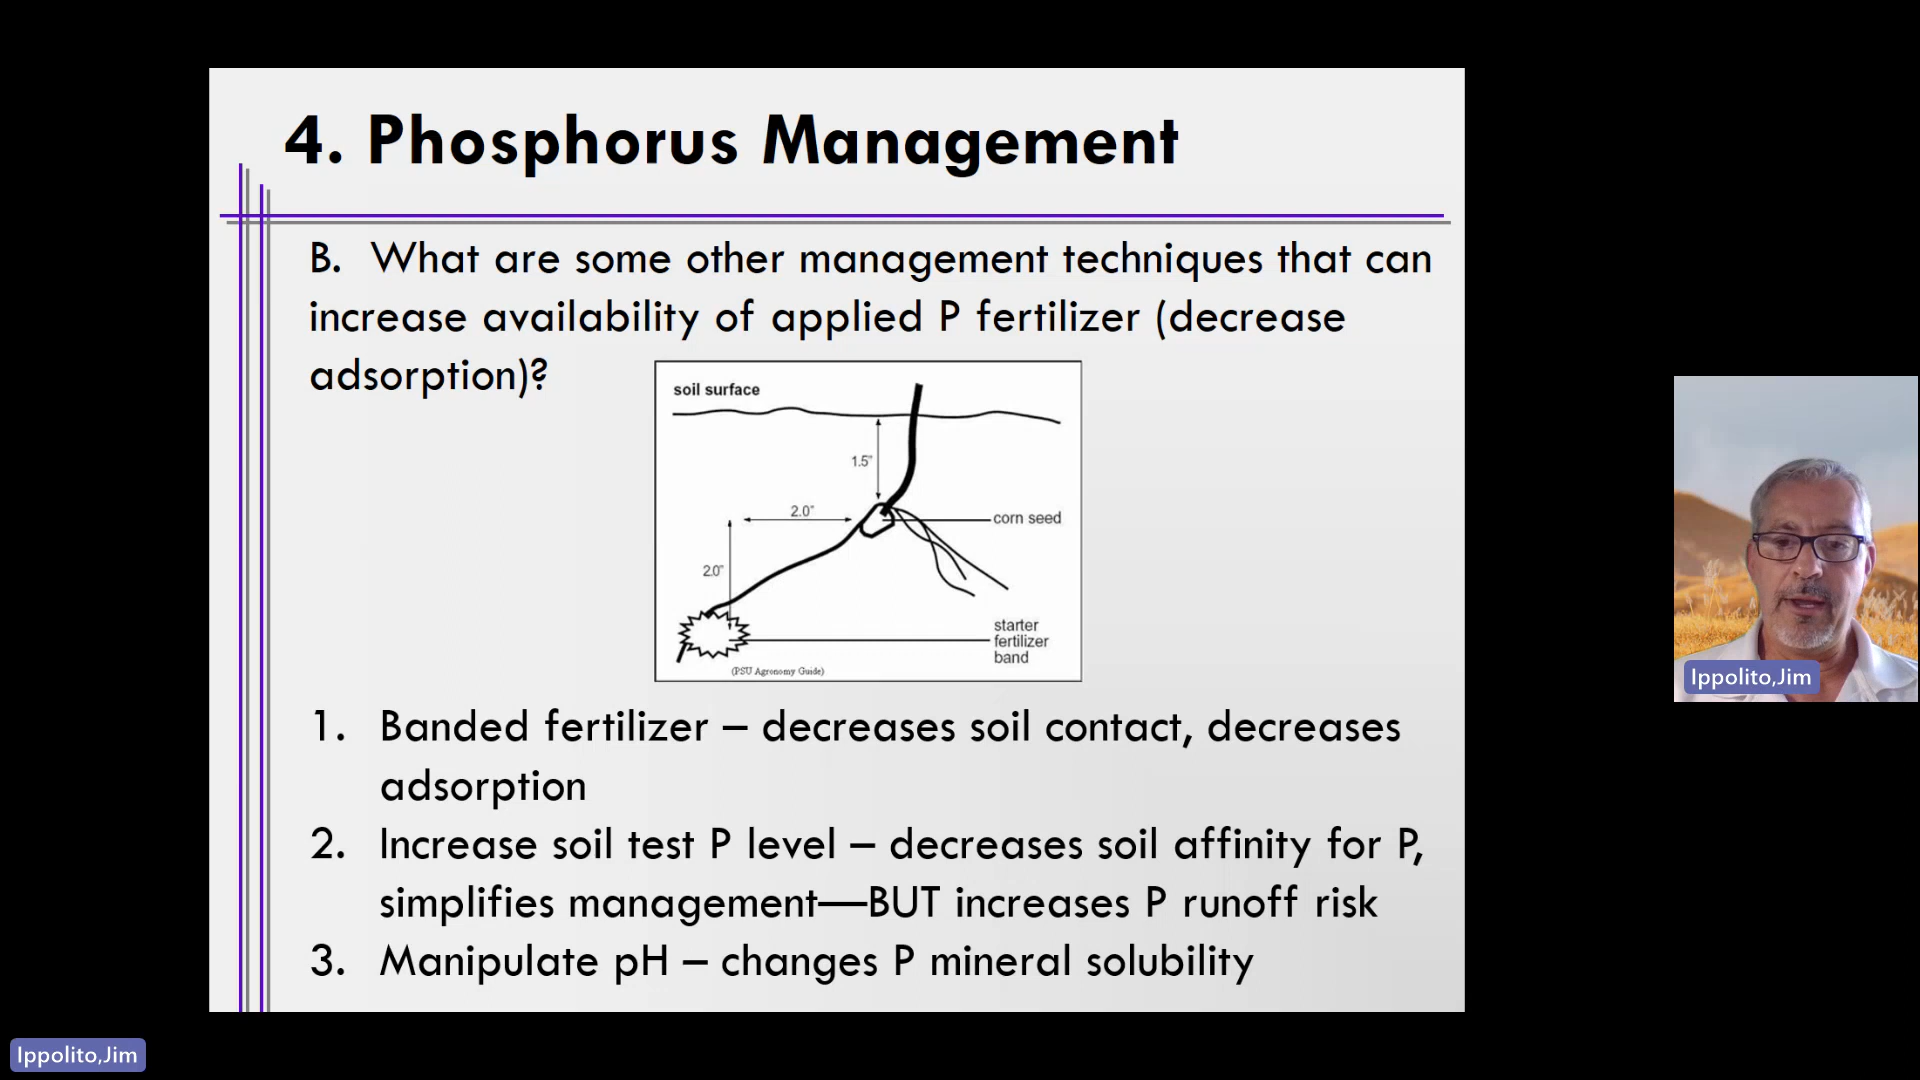 4. Phosphorus Management
B. What are some other management techniques that can
increase availability of applied P fertilizer (decrease
adsorption)?
soil surface
1.5"
2.0"
corn seed
2.0"
starter
fertilizer
band
(PSU Agronomy Guide)
1. Banded fertilizer – decreases soil contact, decreases
adsorption
2. Increase soil test P level – decreases soil affinity for P,
simplifies management—BUT increases P runoff risk
3. Manipulate pH – changes P mineral solubility
Ippolito,Jim
Ippolito,Jim